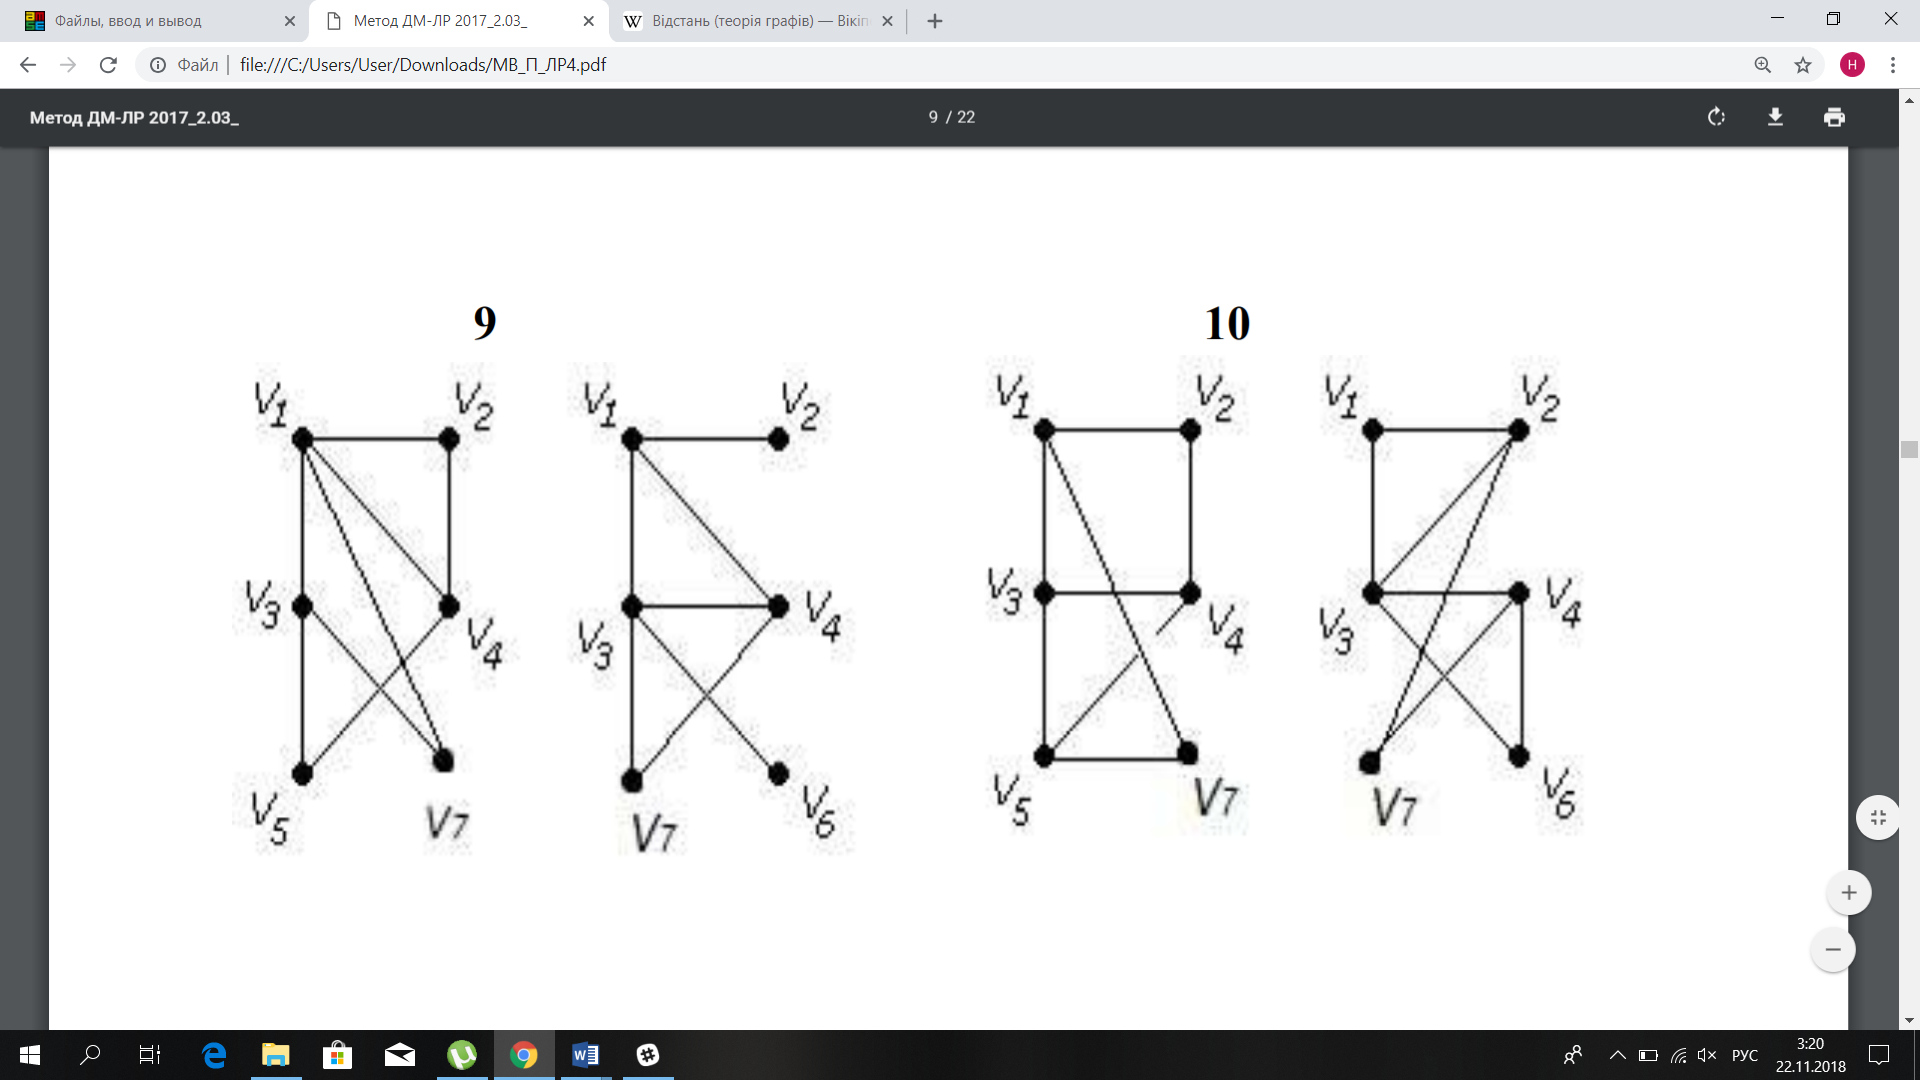 Файлы, ввод и вывод
Метод ДМ-ЛР 2017_2.03_
Відстань (теорія графів) — Вікіп
Файл
file:///C:/Users/User/Downloads/МВ_П_ЛР4.pdf
Н
Метод ДМ-ЛР 2017_2.03_
9 / 22
9
10
V1 V2 V1 V2 V1 V2 V1 V2
V3 V4 V3 V4 V3 V4 V3 V4
V5 V7 V7 V6 V5 V7 V7 V6
РУС
3:20
22.11.2018